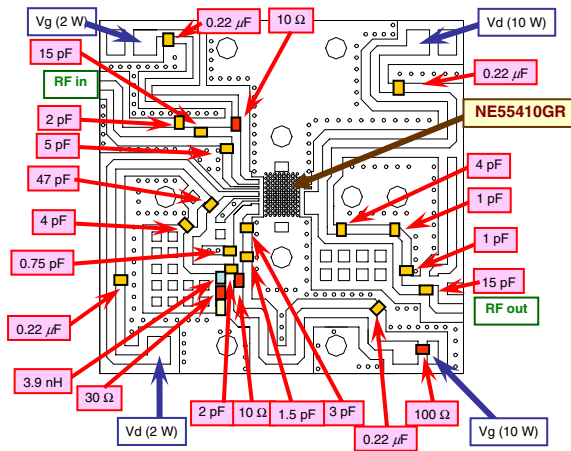 Vg (2 W)
0.22 µF
10 Ω
Vd (10 W)
15 pF
RF in
0.22 µF
2 pF
NE55410GR
5 pF
47 pF
4 pF
4 pF
1 pF
0.75 pF
1 pF
15 pF
0.22 µF
RF out
3.9 nH
30 Ω
2 pF
10 Ω
1.5 pF
3 pF
100 Ω
Vd (2 W)
0.22 µF
Vg (10 W)